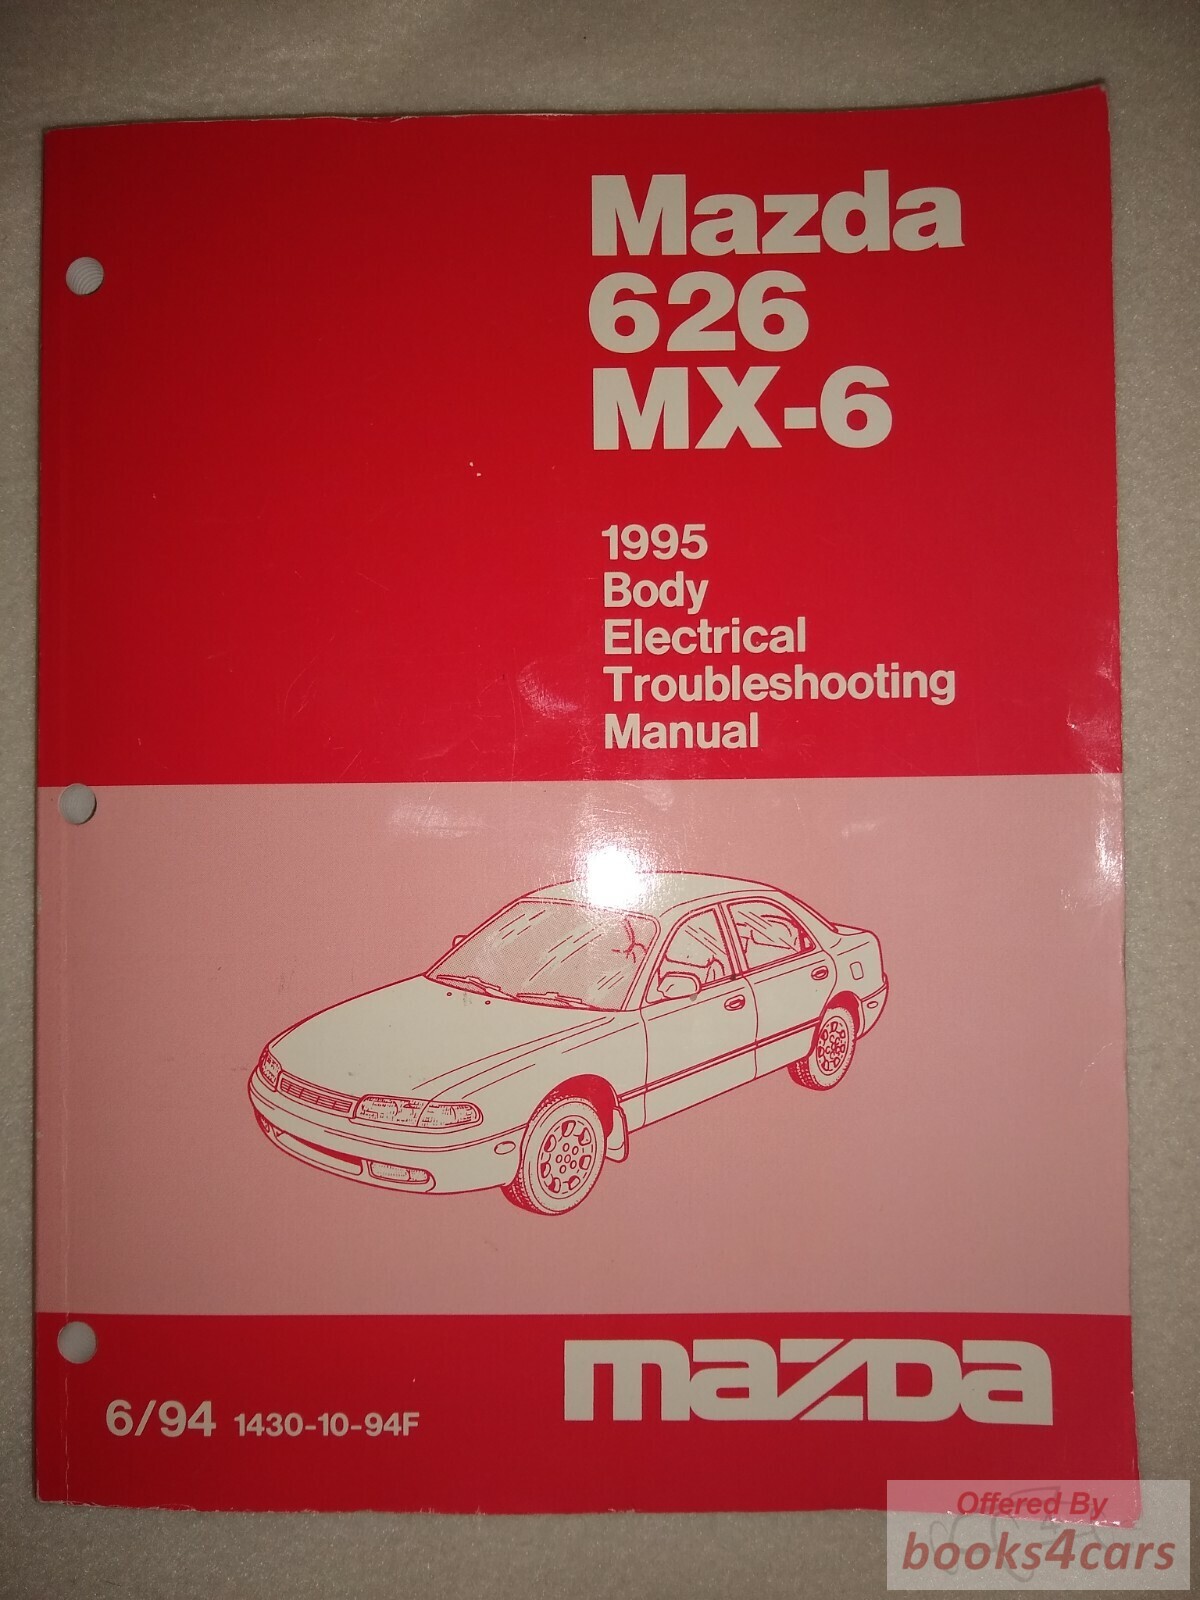 Mazda
626
MX-6
1995
Body
Electrical
Troubleshooting
Manual
6/94 1430-10-94F
mazDa
Offered By
books4cars